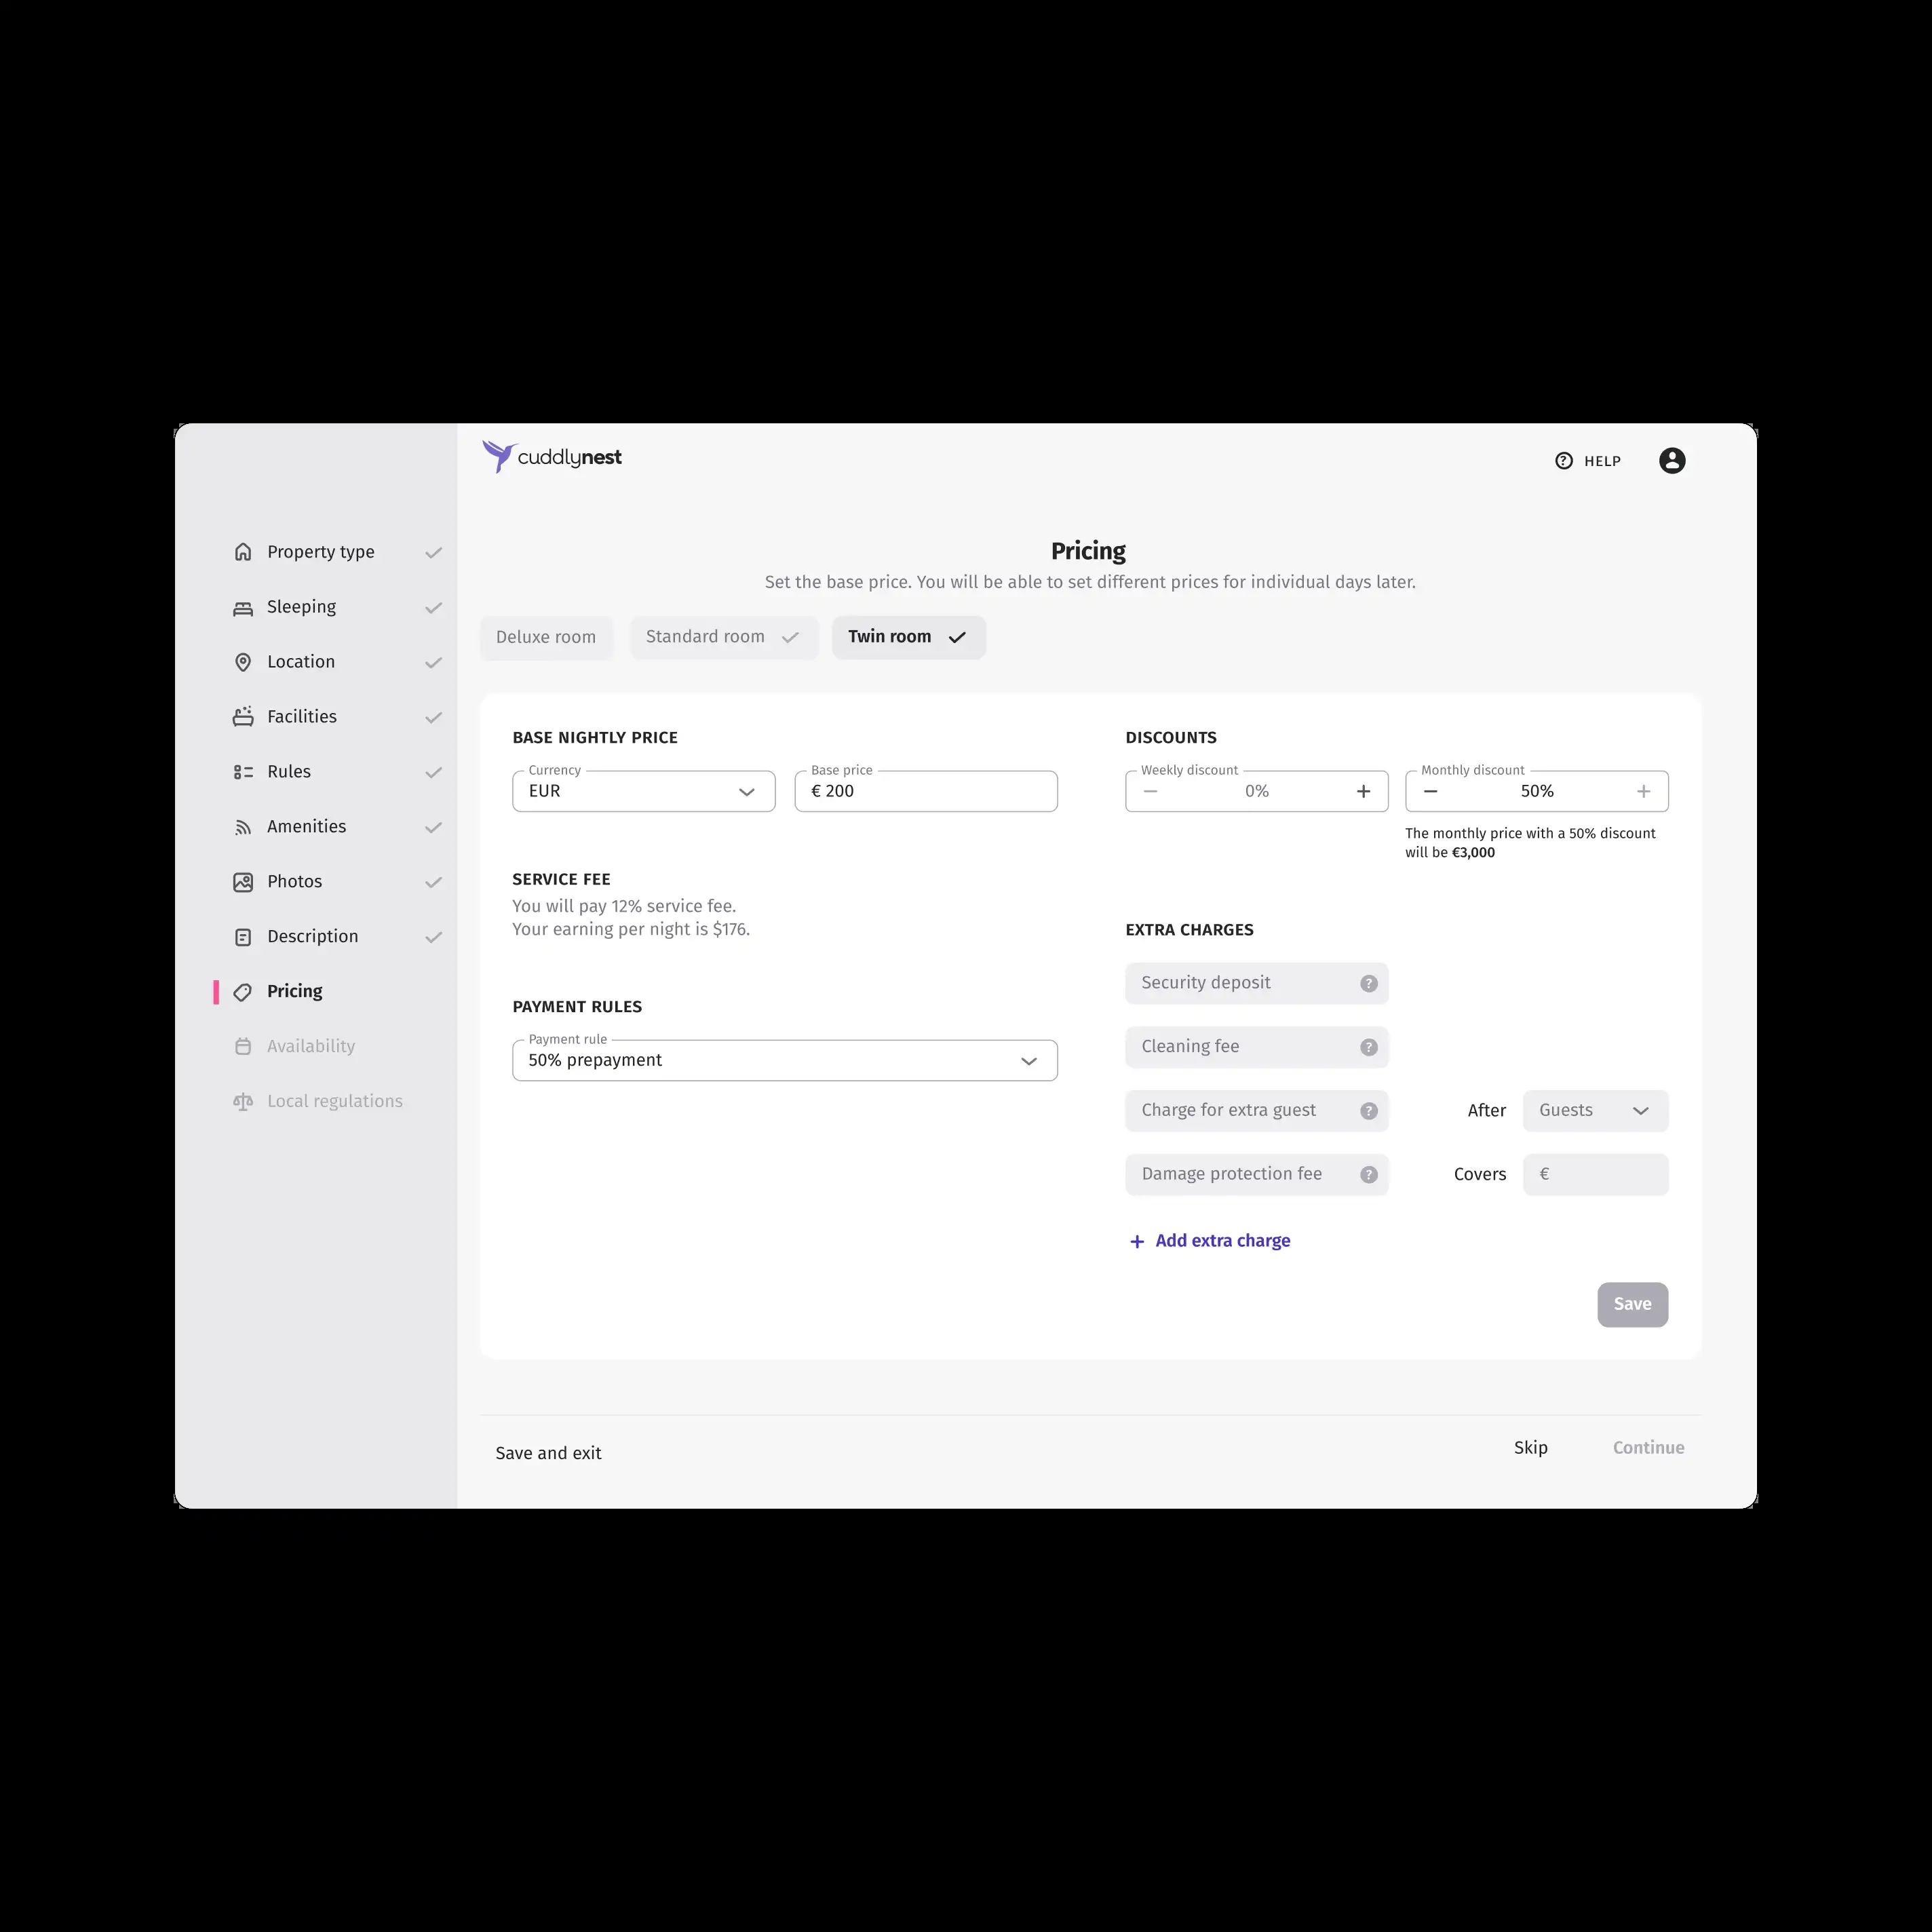 cuddlynest
HELP
Property type
Sleeping
Location
Facilities
Rules
Amenities
Photos
Description
Pricing
Availability
Local regulations
Pricing
Set the base price. You will be able to set different prices for individual days later.
Deluxe room
Standard room
Twin room
BASE NIGHTLY PRICE
Currency
EUR
Base price
€ 200
SERVICE FEE
You will pay 12% service fee.
Your earning per night is $176.
PAYMENT RULES
Payment rule
50% prepayment
DISCOUNTS
Weekly discount
− 0% +
Monthly discount
− 50% +
The monthly price with a 50% discount
will be €3,000
EXTRA CHARGES
Security deposit ?
Cleaning fee ?
Charge for extra guest ?
After
Guests
Damage protection fee ?
Covers
€
+ Add extra charge
Save
Save and exit
Skip
Continue